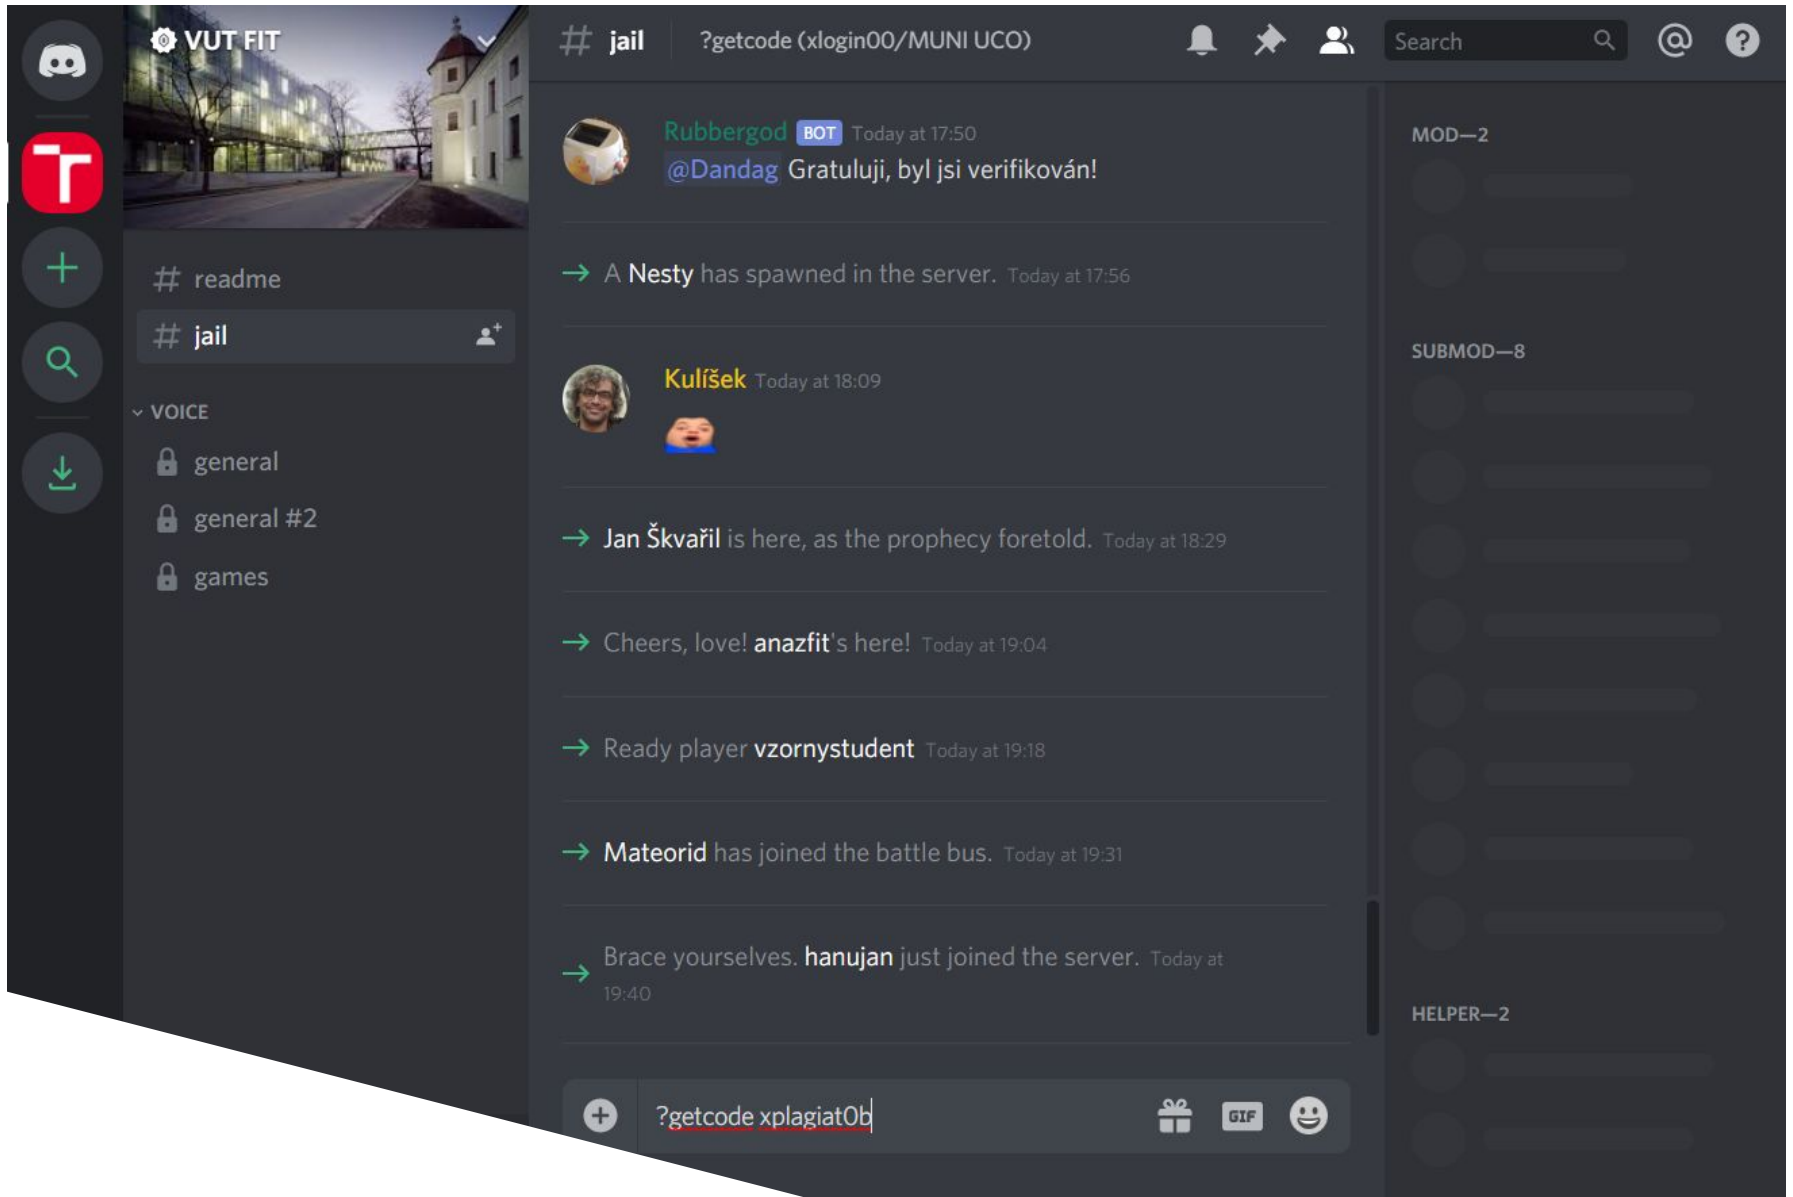 VUT FIT
# readme
# jail
VOICE
general
general #2
games
# jail
?getcode (xlogin00/MUNI UCO)
Search
Rubbergod BOT Today at 17:50
@Dandag Gratuluji, byl jsi verifikován!
A Nesty has spawned in the server. Today at 17:56
Kulíšek Today at 18:09
Jan Škvařil is here, as the prophecy foretold. Today at 18:29
Cheers, love! anazfit's here! Today at 19:04
Ready player vzornystudent Today at 19:18
Mateorid has joined the battle bus. Today at 19:31
Brace yourselves. hanujan just joined the server. Today at
19:40
?getcode xplagiat0b
GIF
MOD—2
SUBMOD—8
HELPER—2